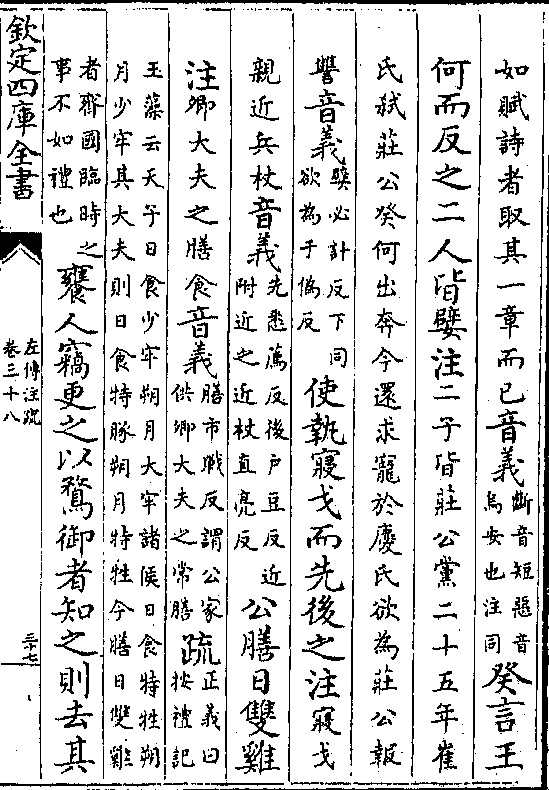 如賦詩者取其一章而已音義斷音短惡音
烏安也注同
癸言王
何而反之二人皆嬖注二子皆莊公黨二十五年崔
氏弑莊公癸何出奔今還求寵於慶氏欲為莊公報
讐音義嬖必計反下同
欲為于偽反
使執寢戈而先後之注寢戈
親近兵杖音義先悉薦反後戸豆反近
附近之近杖直亮反
公膳日雙雞
注卿大夫之膳食音義膳市戰反謂公家
供卿大夫之常膳
疏正義曰
按禮記
玉藻云天子日食少牢朔月大牢諸侯日食特牲朔
月少牢其大夫則日食特豚朔月特牲今膳日雙雞
者齊國臨時之
事不如禮也
饔人竊更之以鶩御者知之則去其
欽定四庫全書
左傳注疏
卷三十八
三十七